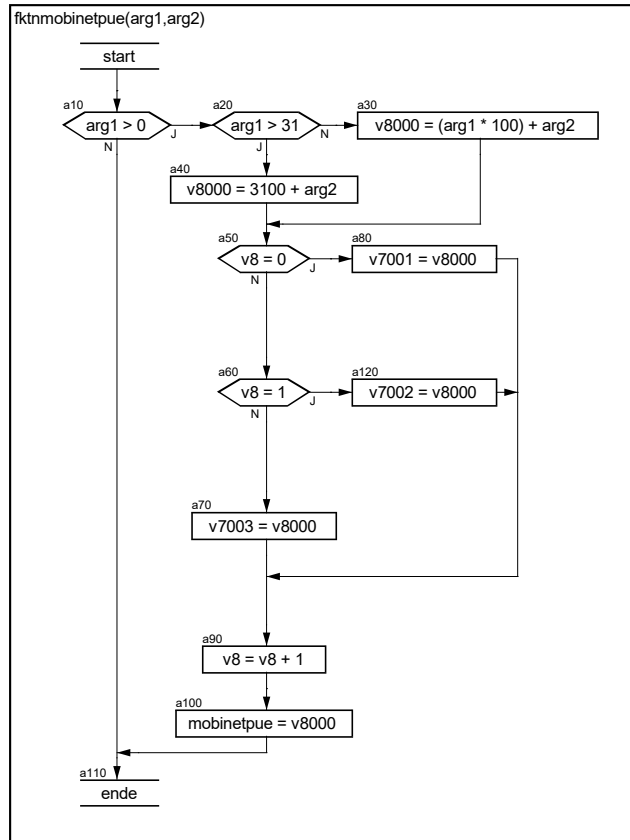 fktnmobinetpue(arg1,arg2)
start
a10
arg1 > 0
J
N
a20
arg1 > 31
N
J
a30
v8000 = (arg1 * 100) + arg2
a40
v8000 = 3100 + arg2
a50
v8 = 0
J
N
a80
v7001 = v8000
a60
v8 = 1
J
N
a120
v7002 = v8000
a70
v7003 = v8000
a90
v8 = v8 + 1
a100
mobinetpue = v8000
a110
ende